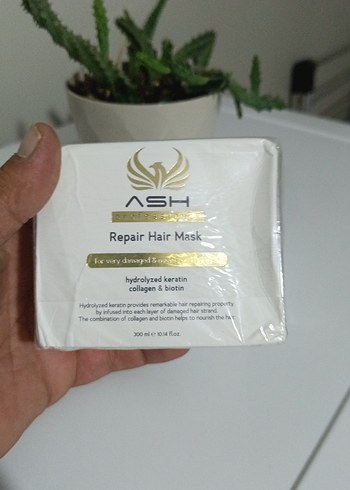 ASH
Repair Hair Mask
for very damaged &
hydrolyzed keratin
collagen & biotin
Hydrolyzed keratin provides remarkable hair repairing property
by infused into each layer of damaged hair strand
The combination of collagen and biotin helps to nourish the hair
300 ml ℮ 10.14 fl.oz.